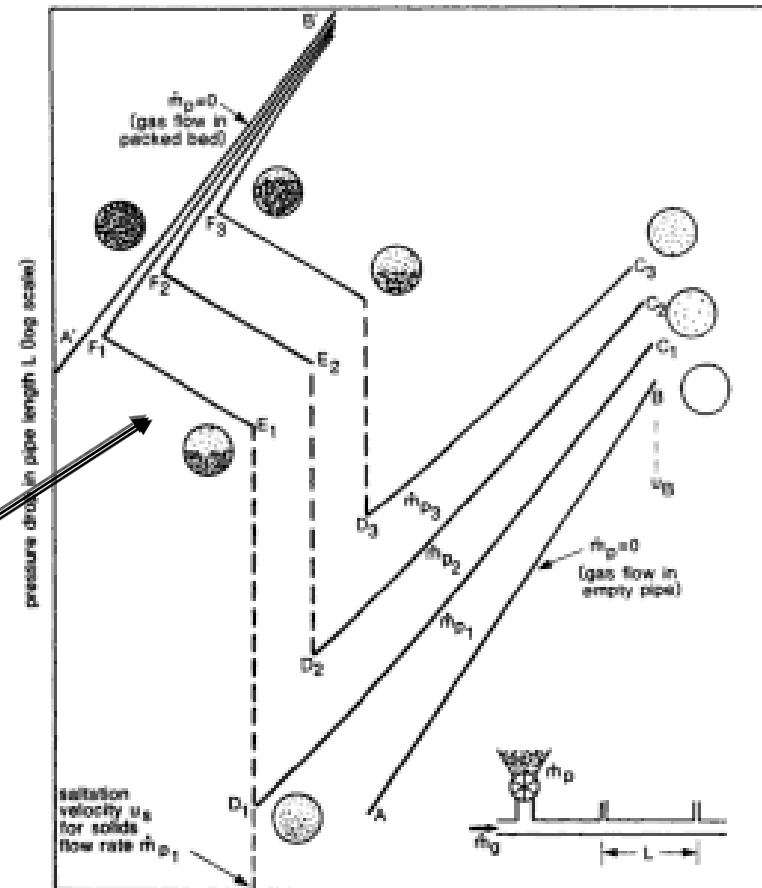 B'
ṁp=0
(gas flow in
packed bed)
F3
F2
A'
F1
E2
E1
C3
C2
C1
B
uB
D3
ṁp3
ṁp2
ṁp1
ṁp=0
(gas flow in
empty pipe)
D2
D1
A
pressure drop in pipe length L (log scale)
saltation
velocity us
for solids
flow rate ṁp1
ṁp
ṁg
L